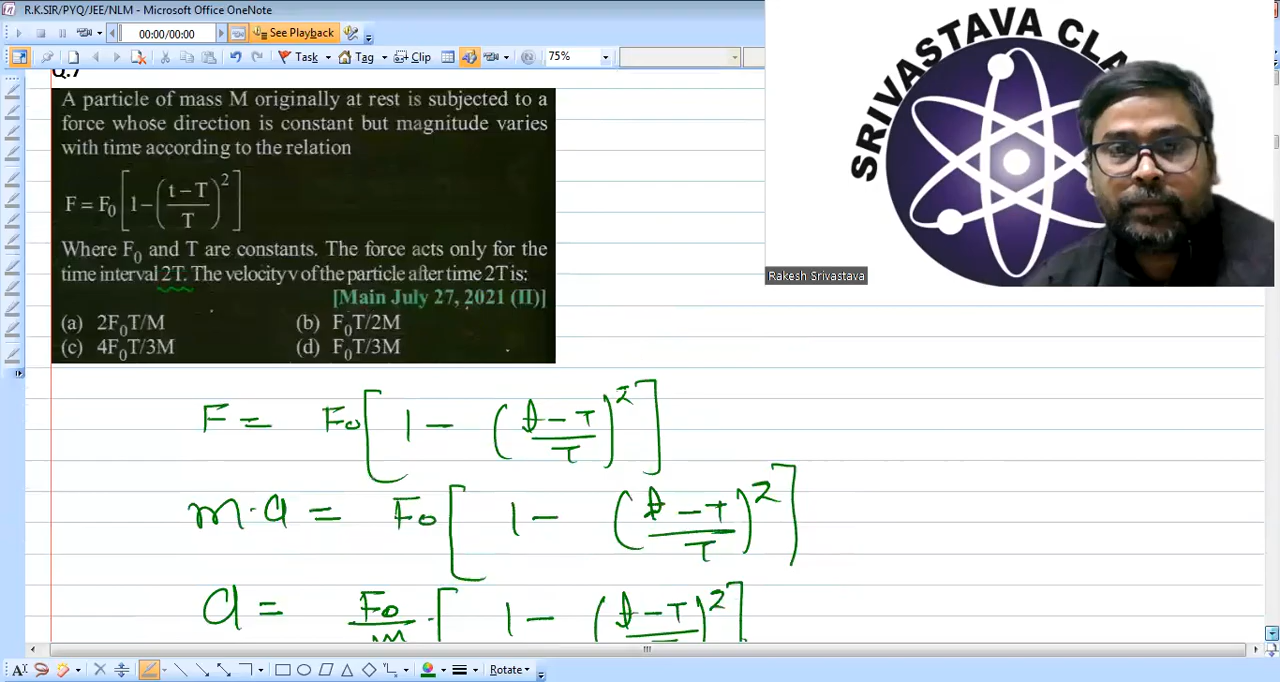 R.K.SIR/PYQ/JEE/NLM - Microsoft Office OneNote
00:00/00:00 See Playback
Task Tag Clip 75%
SRIVASTAVA CLA
Rakesh Srivastava
Q.7
A particle of mass M originally at rest is subjected to a
force whose direction is constant but magnitude varies
with time according to the relation
F = F₀[1−((t−T)/T)²]
Where F₀ and T are constants. The force acts only for the
time interval 2T. The velocity v of the particle after time 2T is:
[Main July 27, 2021 (II)]
(a) 2F₀T/M (b) F₀T/2M
(c) 4F₀T/3M (d) F₀T/3M
F = F₀[1 − ((t−T)/T)²]
m·a = F₀[1 − ((t−T)/T)²]
a = F₀/m·[1 − ((t−T)/T)²]
Rotate